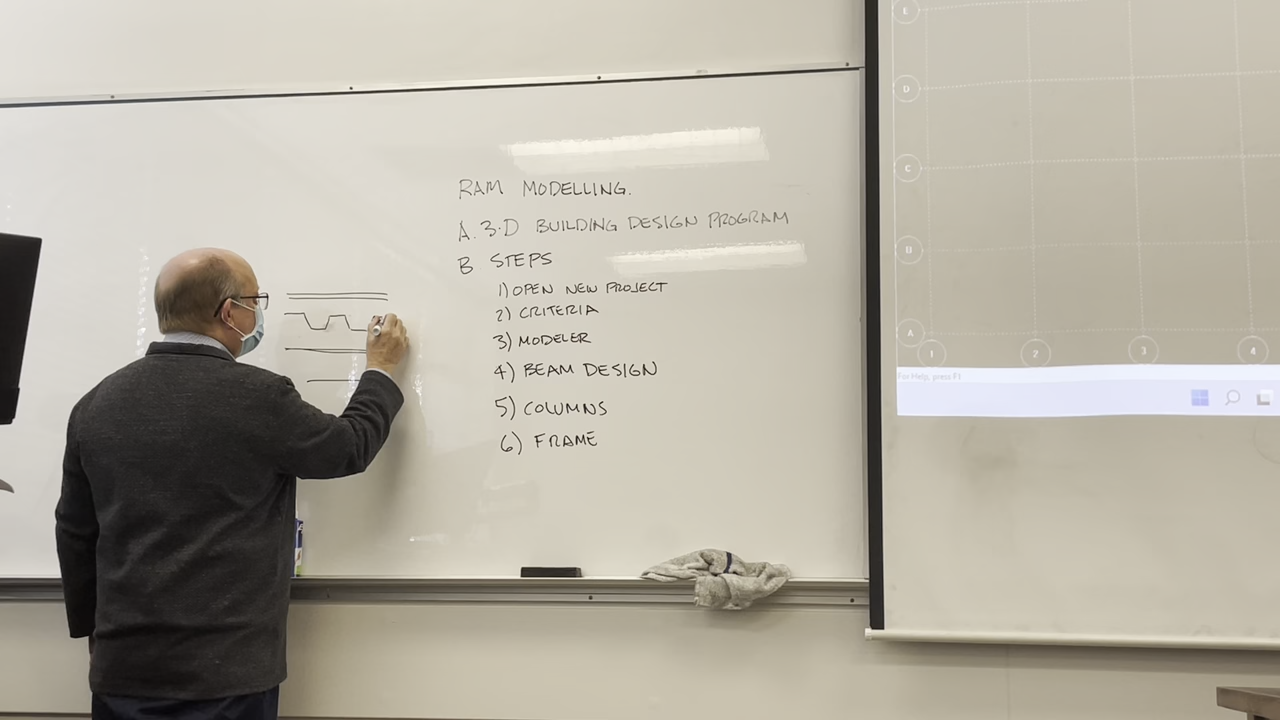 RAM MODELLING.
A. 3-D BUILDING DESIGN PROGRAM
B STEPS
1) OPEN NEW PROJECT
2) CRITERIA
3) MODELER
4) BEAM DESIGN
5) COLUMNS
6) FRAME
E
D
C
B
A
1 2 3 4
For Help, press F1